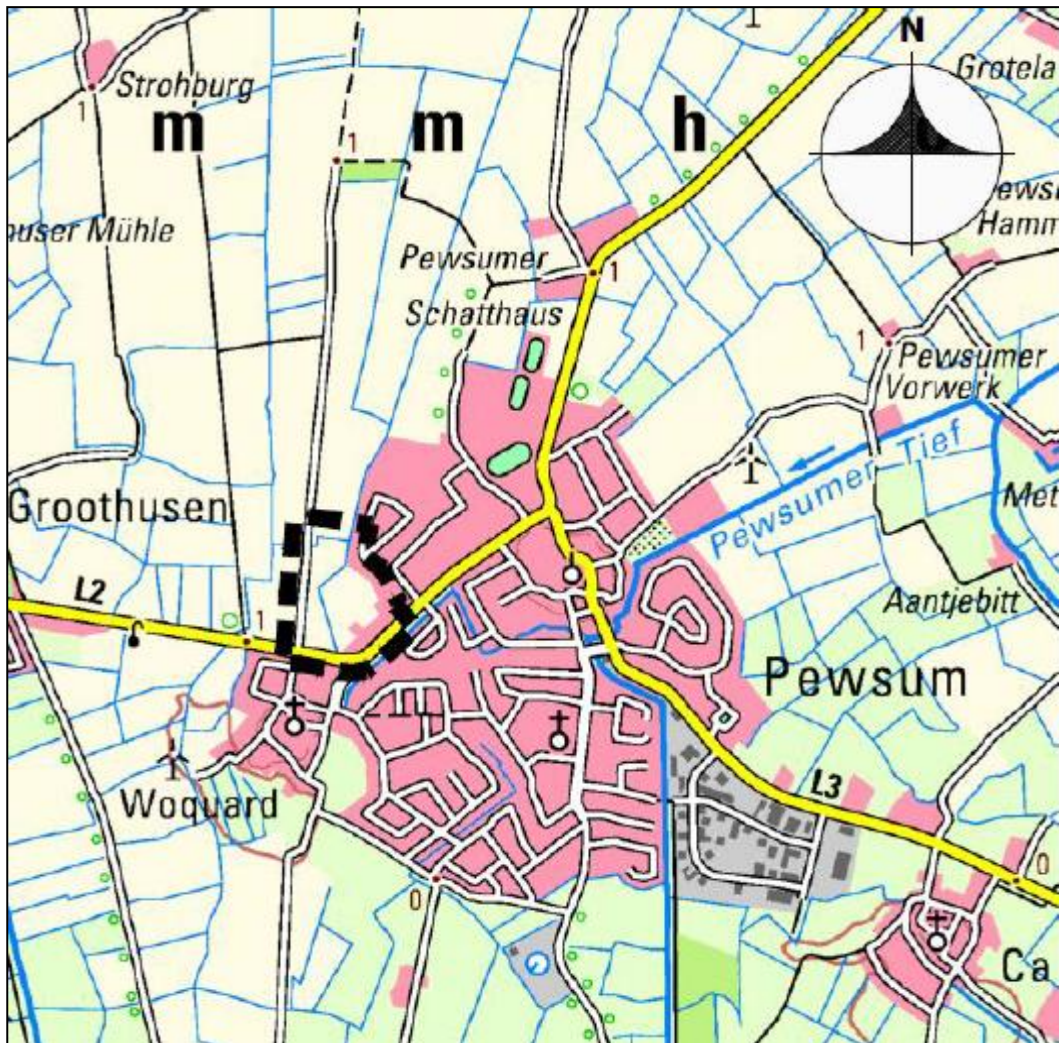 N
Grotela
Strohburg
1
m m h
1
ewsu
Hamm
user Mühle
Pewsumer
Schatthaus
1
1
Pewsumer
Vorwerk
Pewsumer Tief
Met
Groothusen
L2
1
Aantjebitt
Pewsum
Woquard
L3
0
0
Ca